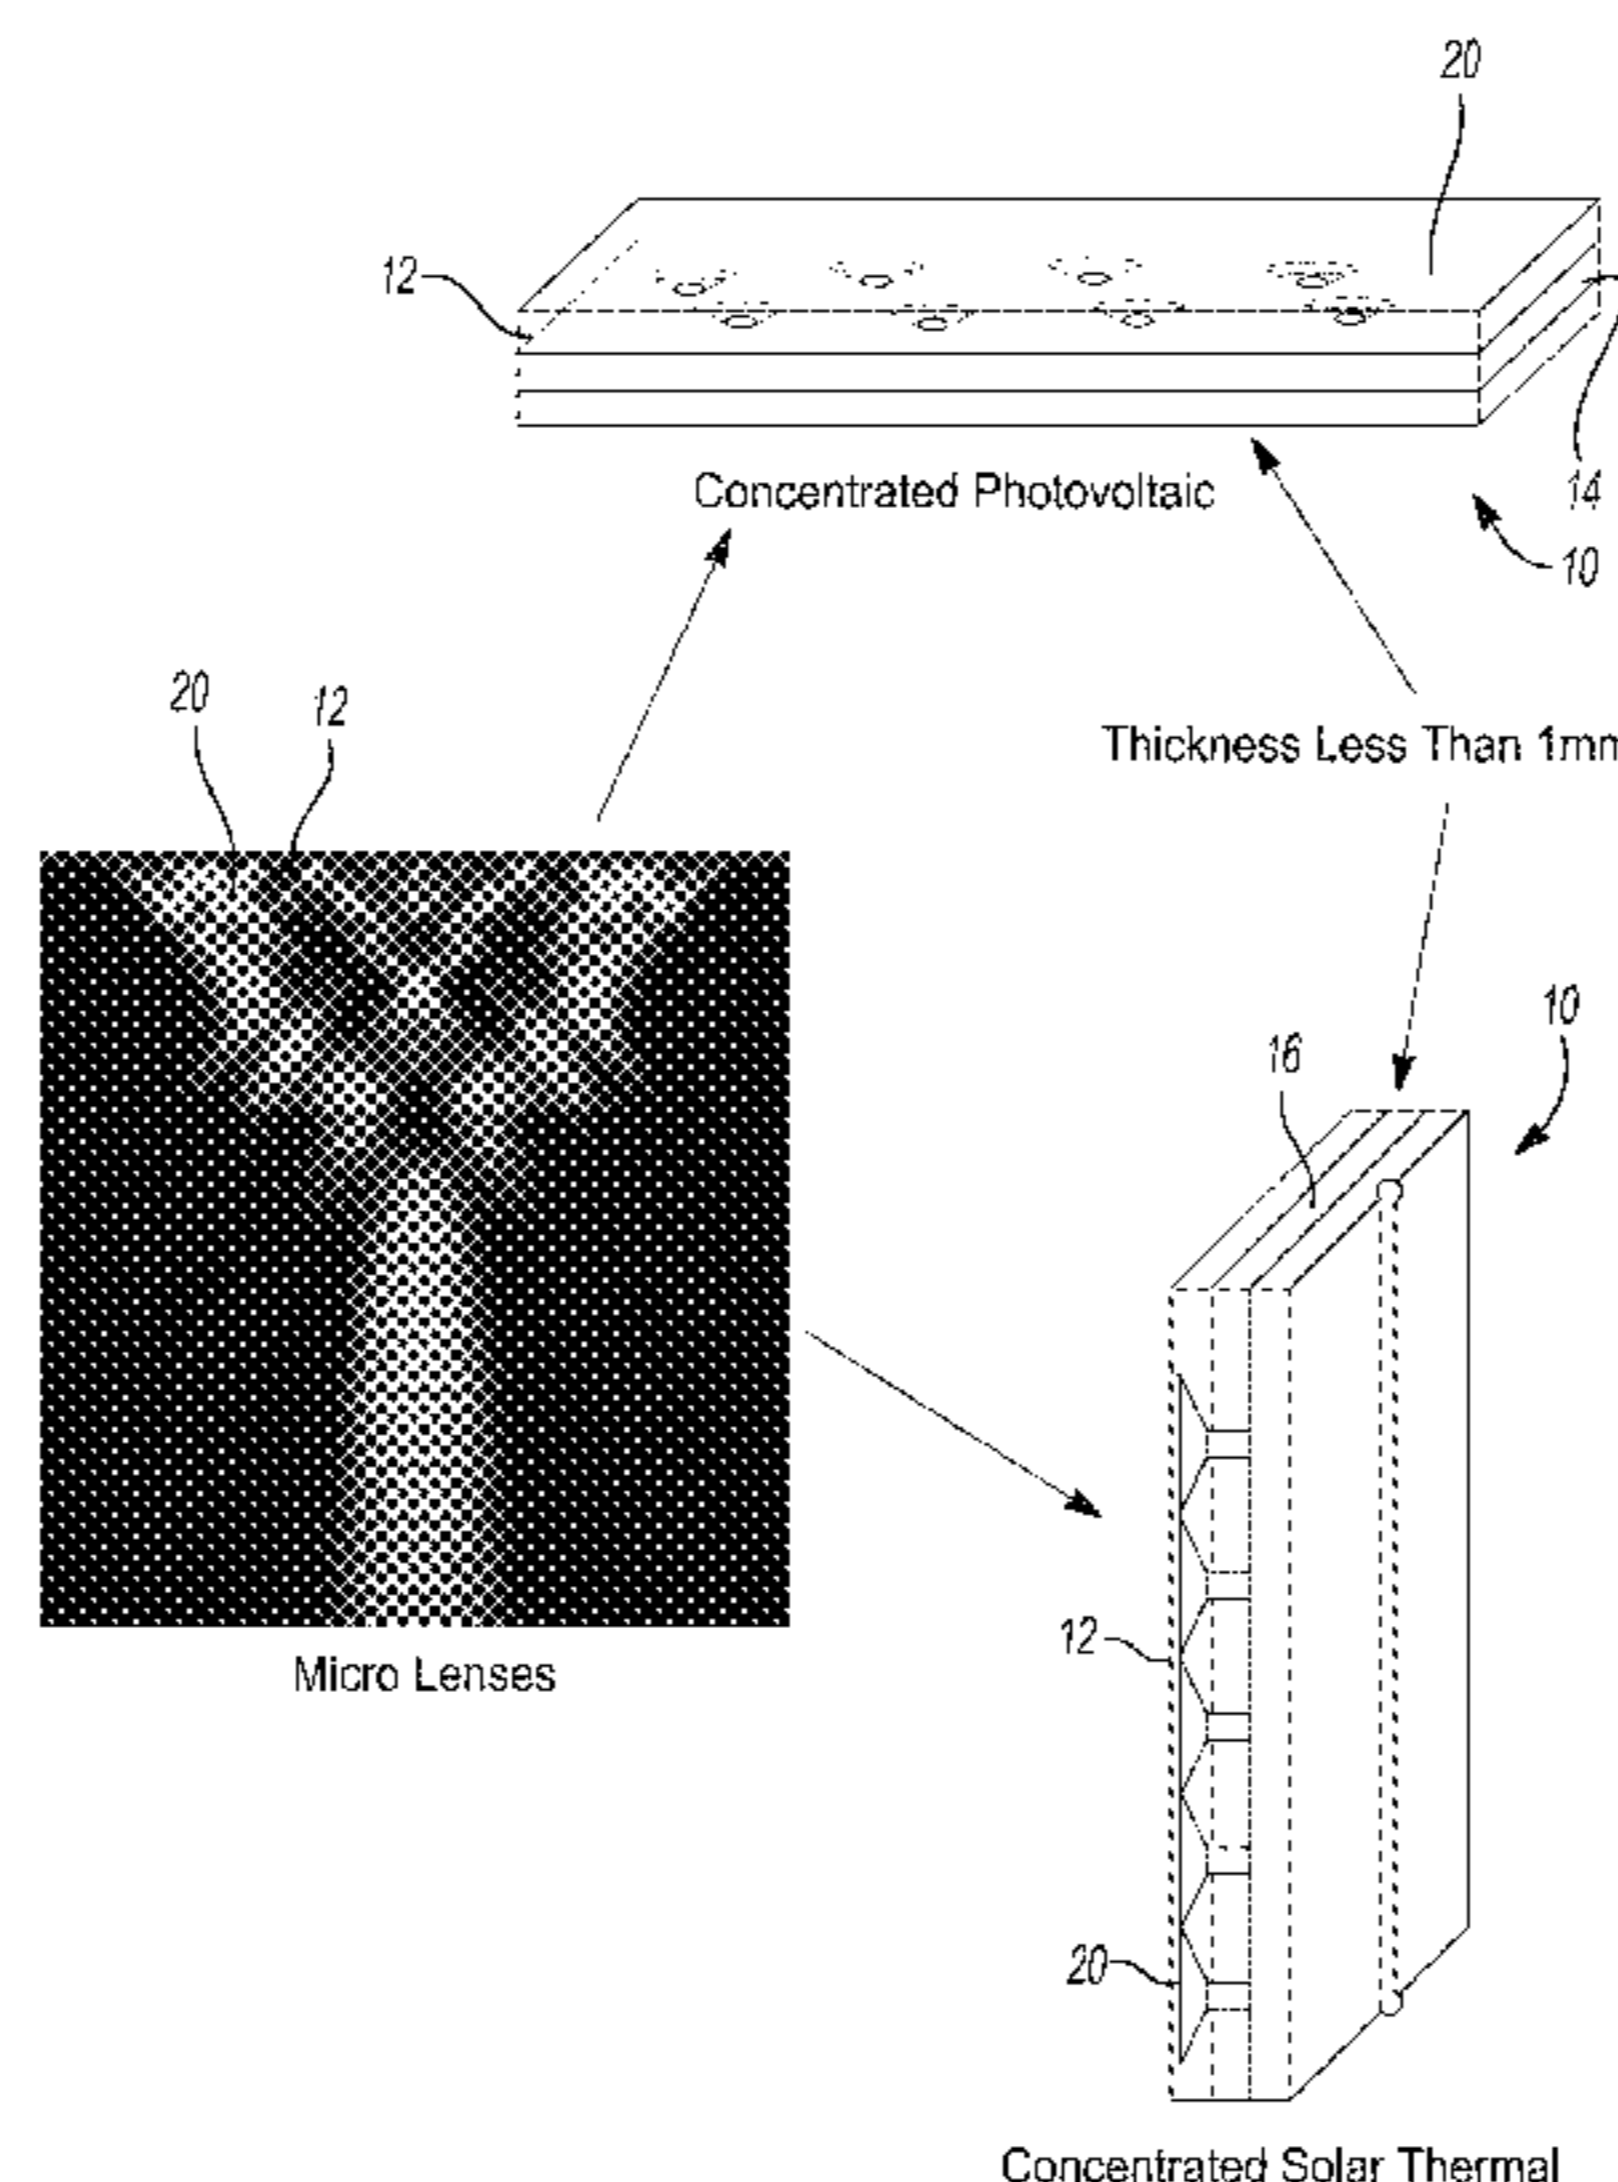 20
12
14
Concentrated Photovoltaic
10
20
12
Thickness Less Than 1mm
10
16
Micro Lenses
12
20
Concentrated Solar Thermal